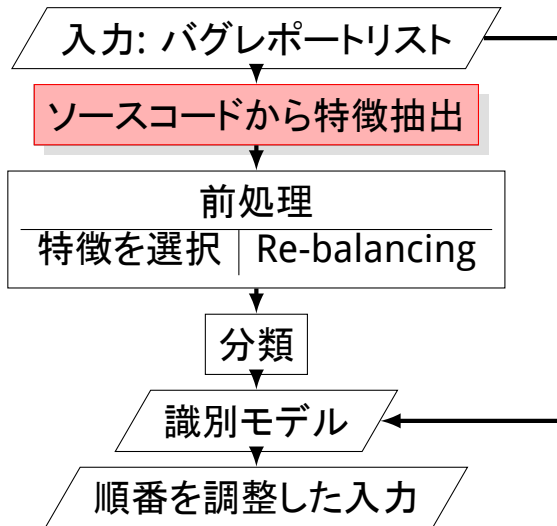 入力: バグレポートリスト
ソースコードから特徴抽出
前処理
特徴を選択 Re-balancing
分類
識別モデル
順番を調整した入力